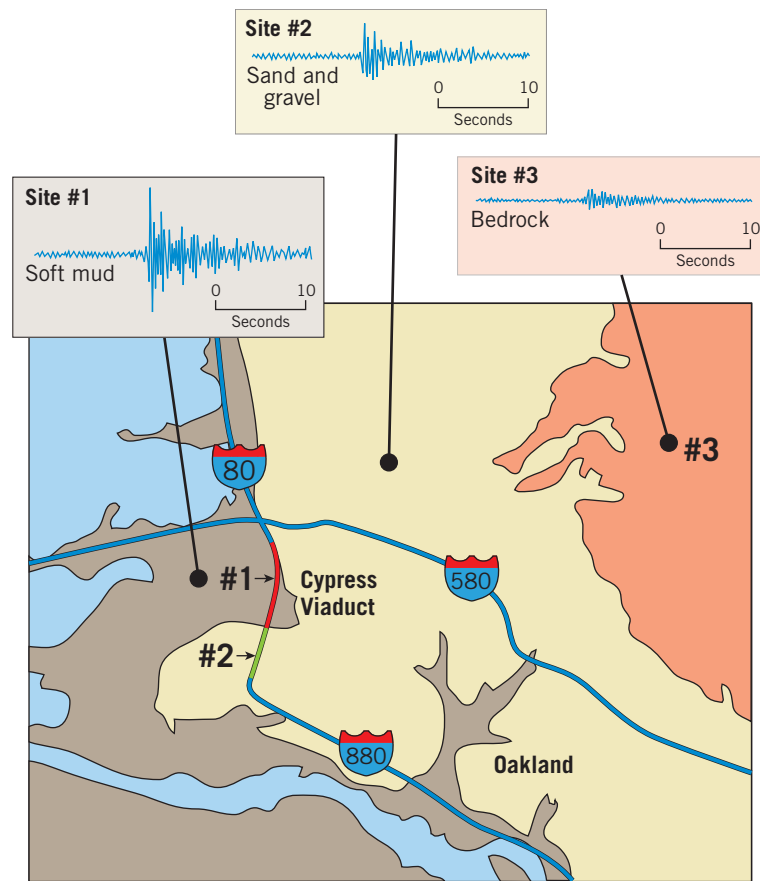 Site #2
Sand and
gravel
0 10
Seconds
Site #3
Bedrock
0 10
Seconds
Site #1
Soft mud
0 10
Seconds
80
#3
#1
Cypress
Viaduct
580
#2
880
Oakland